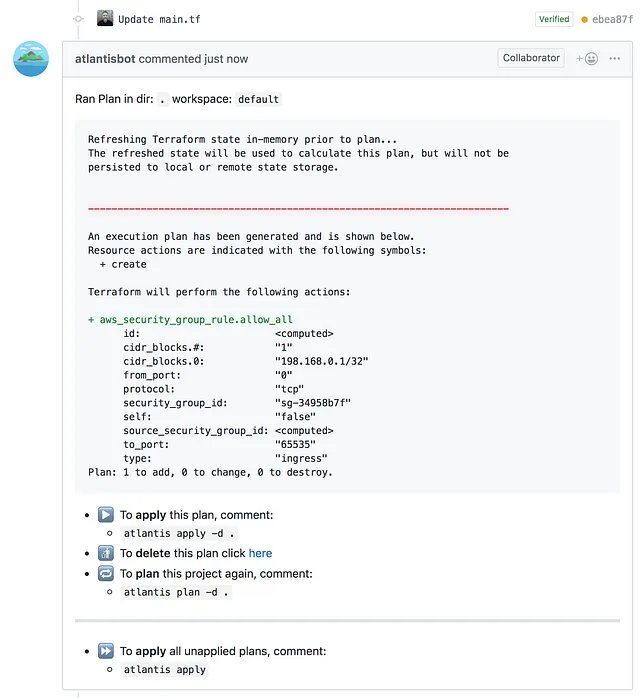 Update main.tf
Verified
ebea87f
atlantisbot commented just now
Collaborator
Ran Plan in dir: . workspace: default
Refreshing Terraform state in-memory prior to plan...
The refreshed state will be used to calculate this plan, but will not be
persisted to local or remote state storage.
------------------------------------------------------------------------
An execution plan has been generated and is shown below.
Resource actions are indicated with the following symbols:
+ create
Terraform will perform the following actions:
+ aws_security_group_rule.allow_all
id: <computed>
cidr_blocks.#: "1"
cidr_blocks.0: "198.168.0.1/32"
from_port: "0"
protocol: "tcp"
security_group_id: "sg-34958b7f"
self: "false"
source_security_group_id: <computed>
to_port: "65535"
type: "ingress"
Plan: 1 to add, 0 to change, 0 to destroy.
To apply this plan, comment:
atlantis apply -d .
To delete this plan click here
To plan this project again, comment:
atlantis plan -d .
To apply all unapplied plans, comment:
atlantis apply